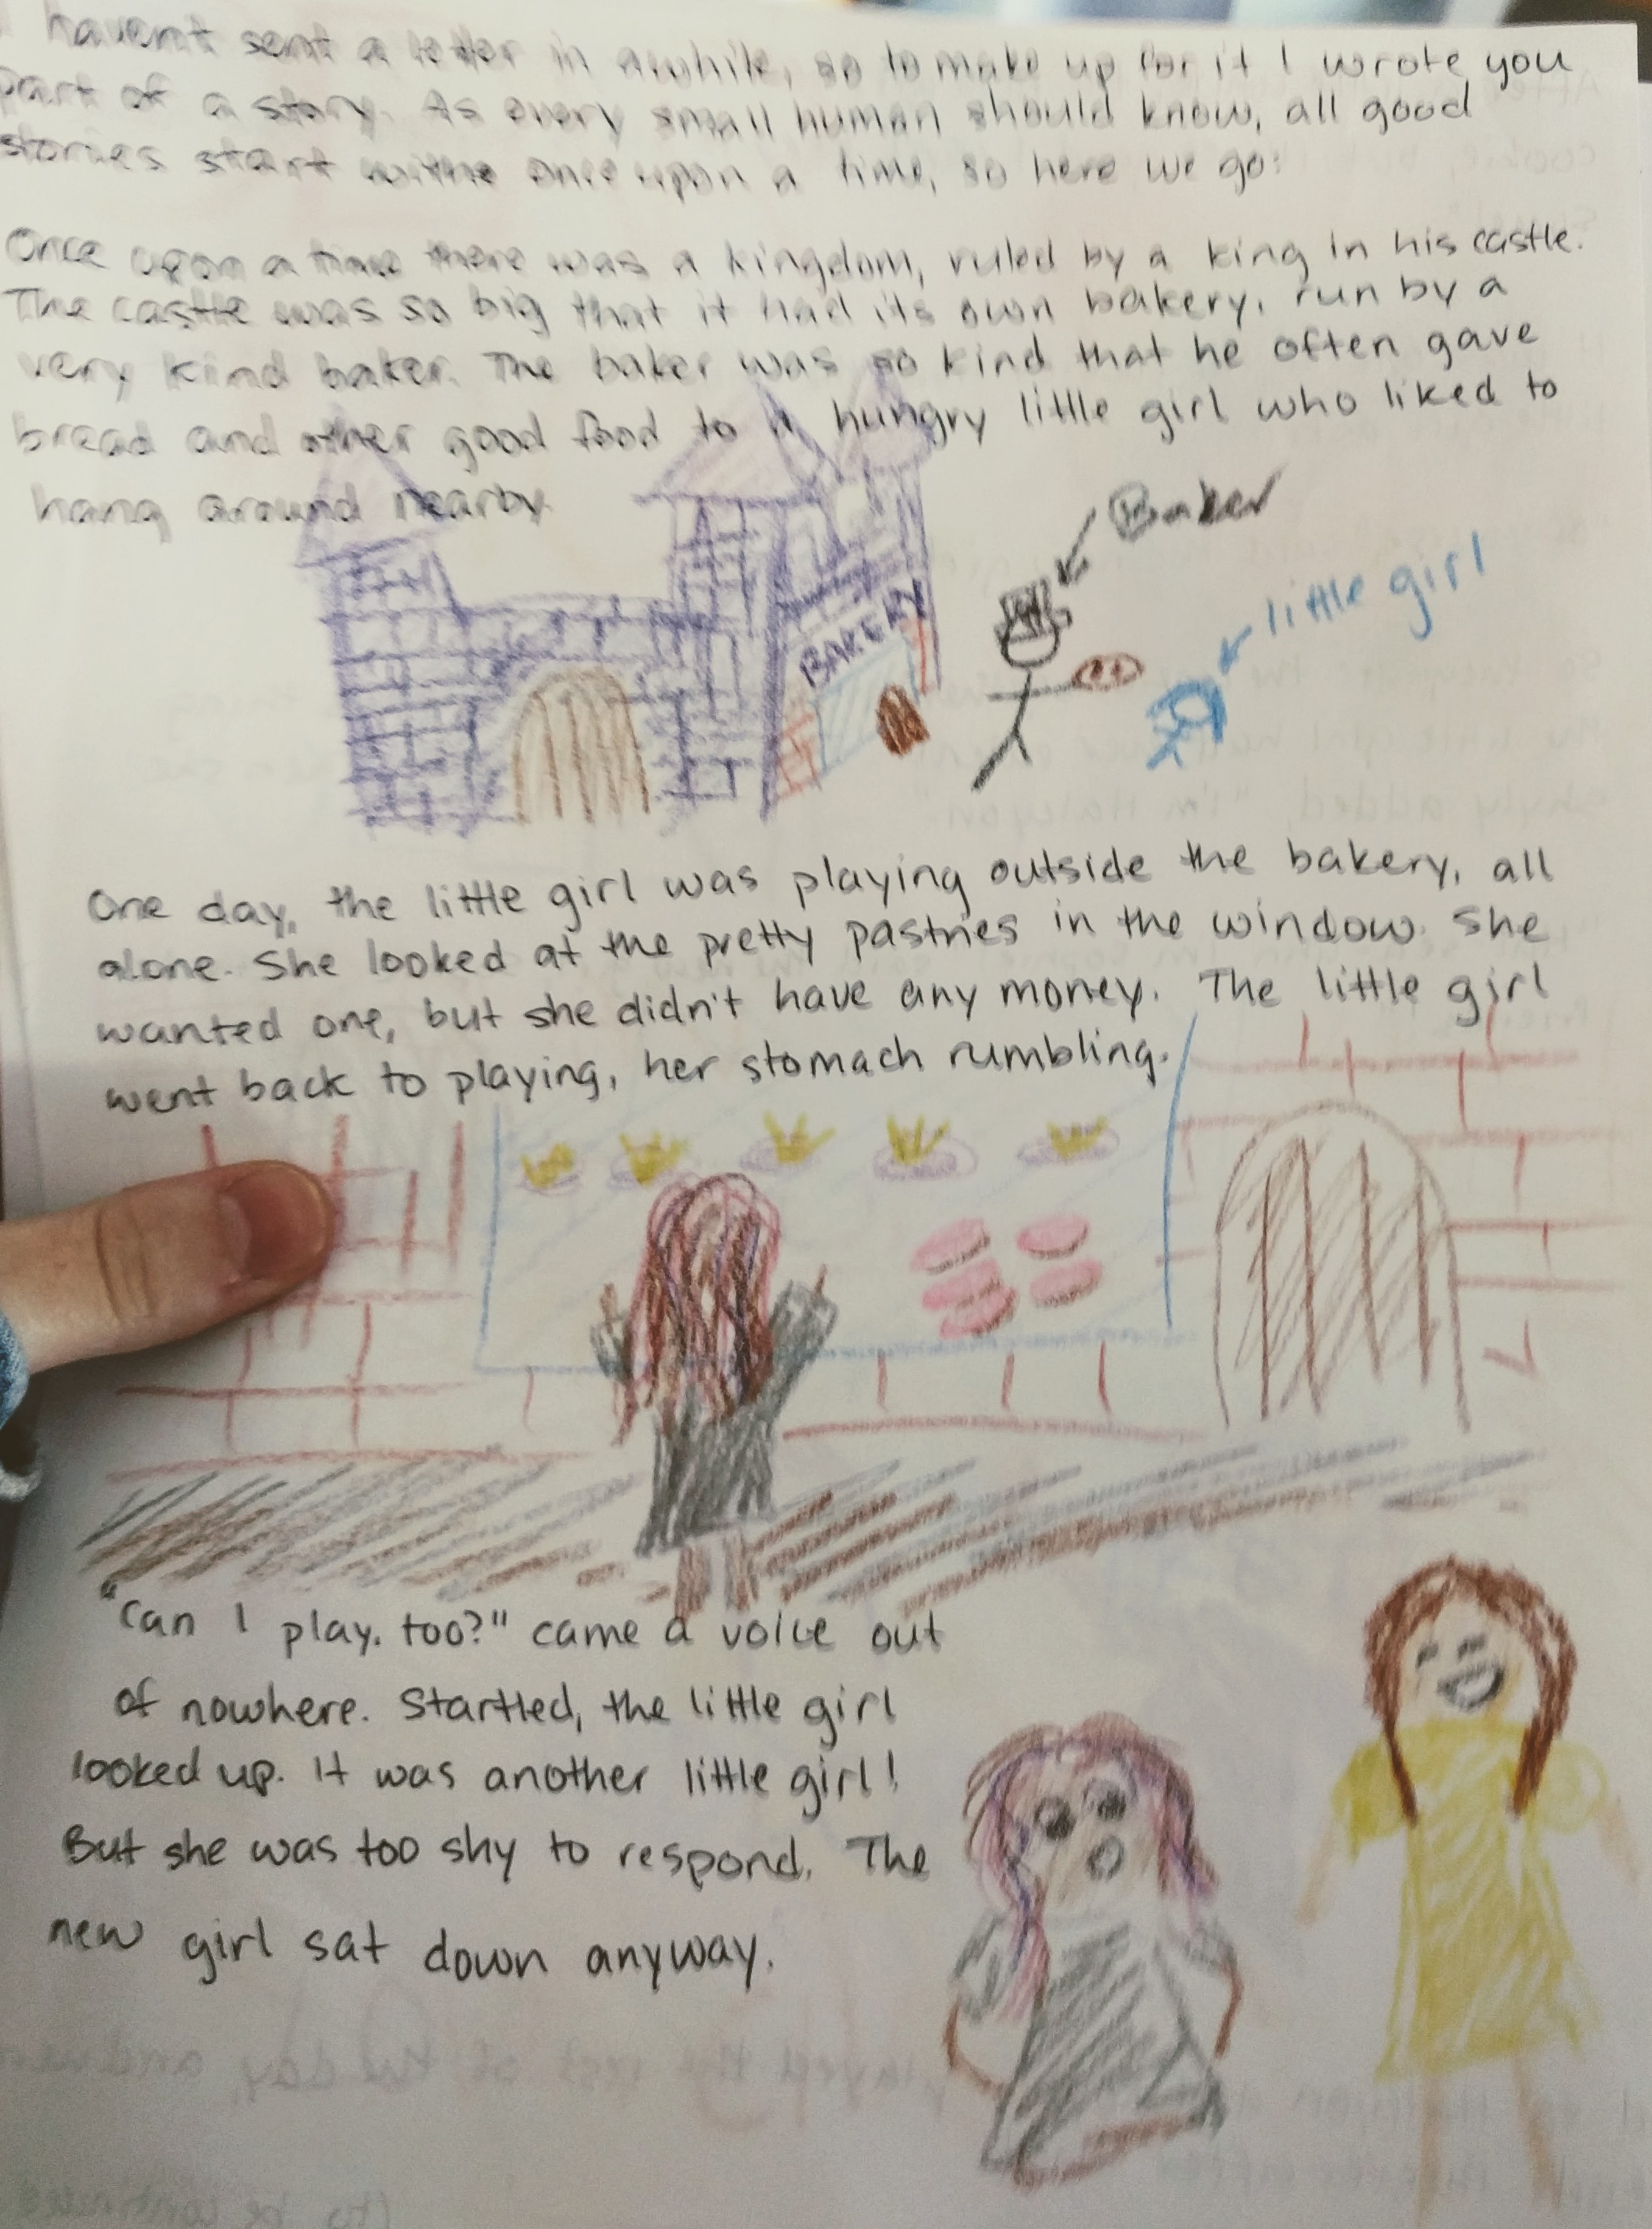 I haven't sent a letter in awhile, so to make up for it I wrote you
part of a story. As every small human should know, all good
stories start withe once upon a time, so here we go:
Once upon a time there was a kingdom, ruled by a king in his castle.
The castle was so big that it had its own bakery, run by a
very kind baker. The baker was so kind that he often gave
bread and other good food to a hungry little girl who liked to
hang around nearby.
Baker
little girl
BAKERY
One day, the little girl was playing outside the bakery, all
alone. She looked at the pretty pastries in the window. She
wanted one, but she didn't have any money. The little girl
went back to playing, her stomach rumbling.
"Can I play, too?" came a voice out
of nowhere. Startled, the little girl
looked up. It was another little girl!
But she was too shy to respond. The
new girl sat down anyway.